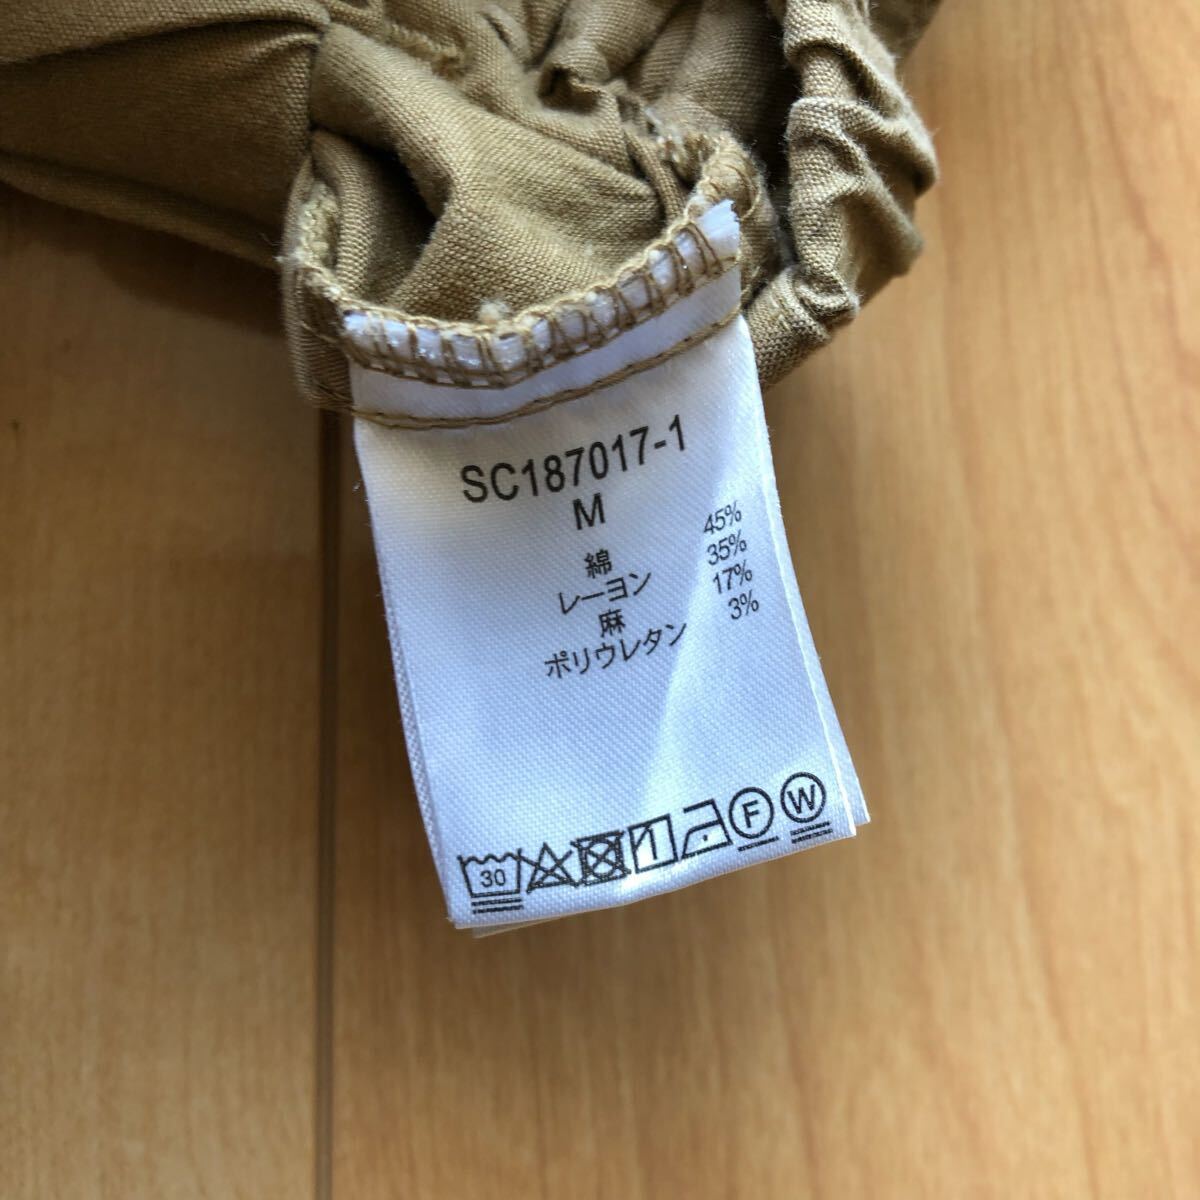 SC187017-1
M
綿 45%
レーヨン 35%
麻 17%
ポリウレタン 3%
30 F W